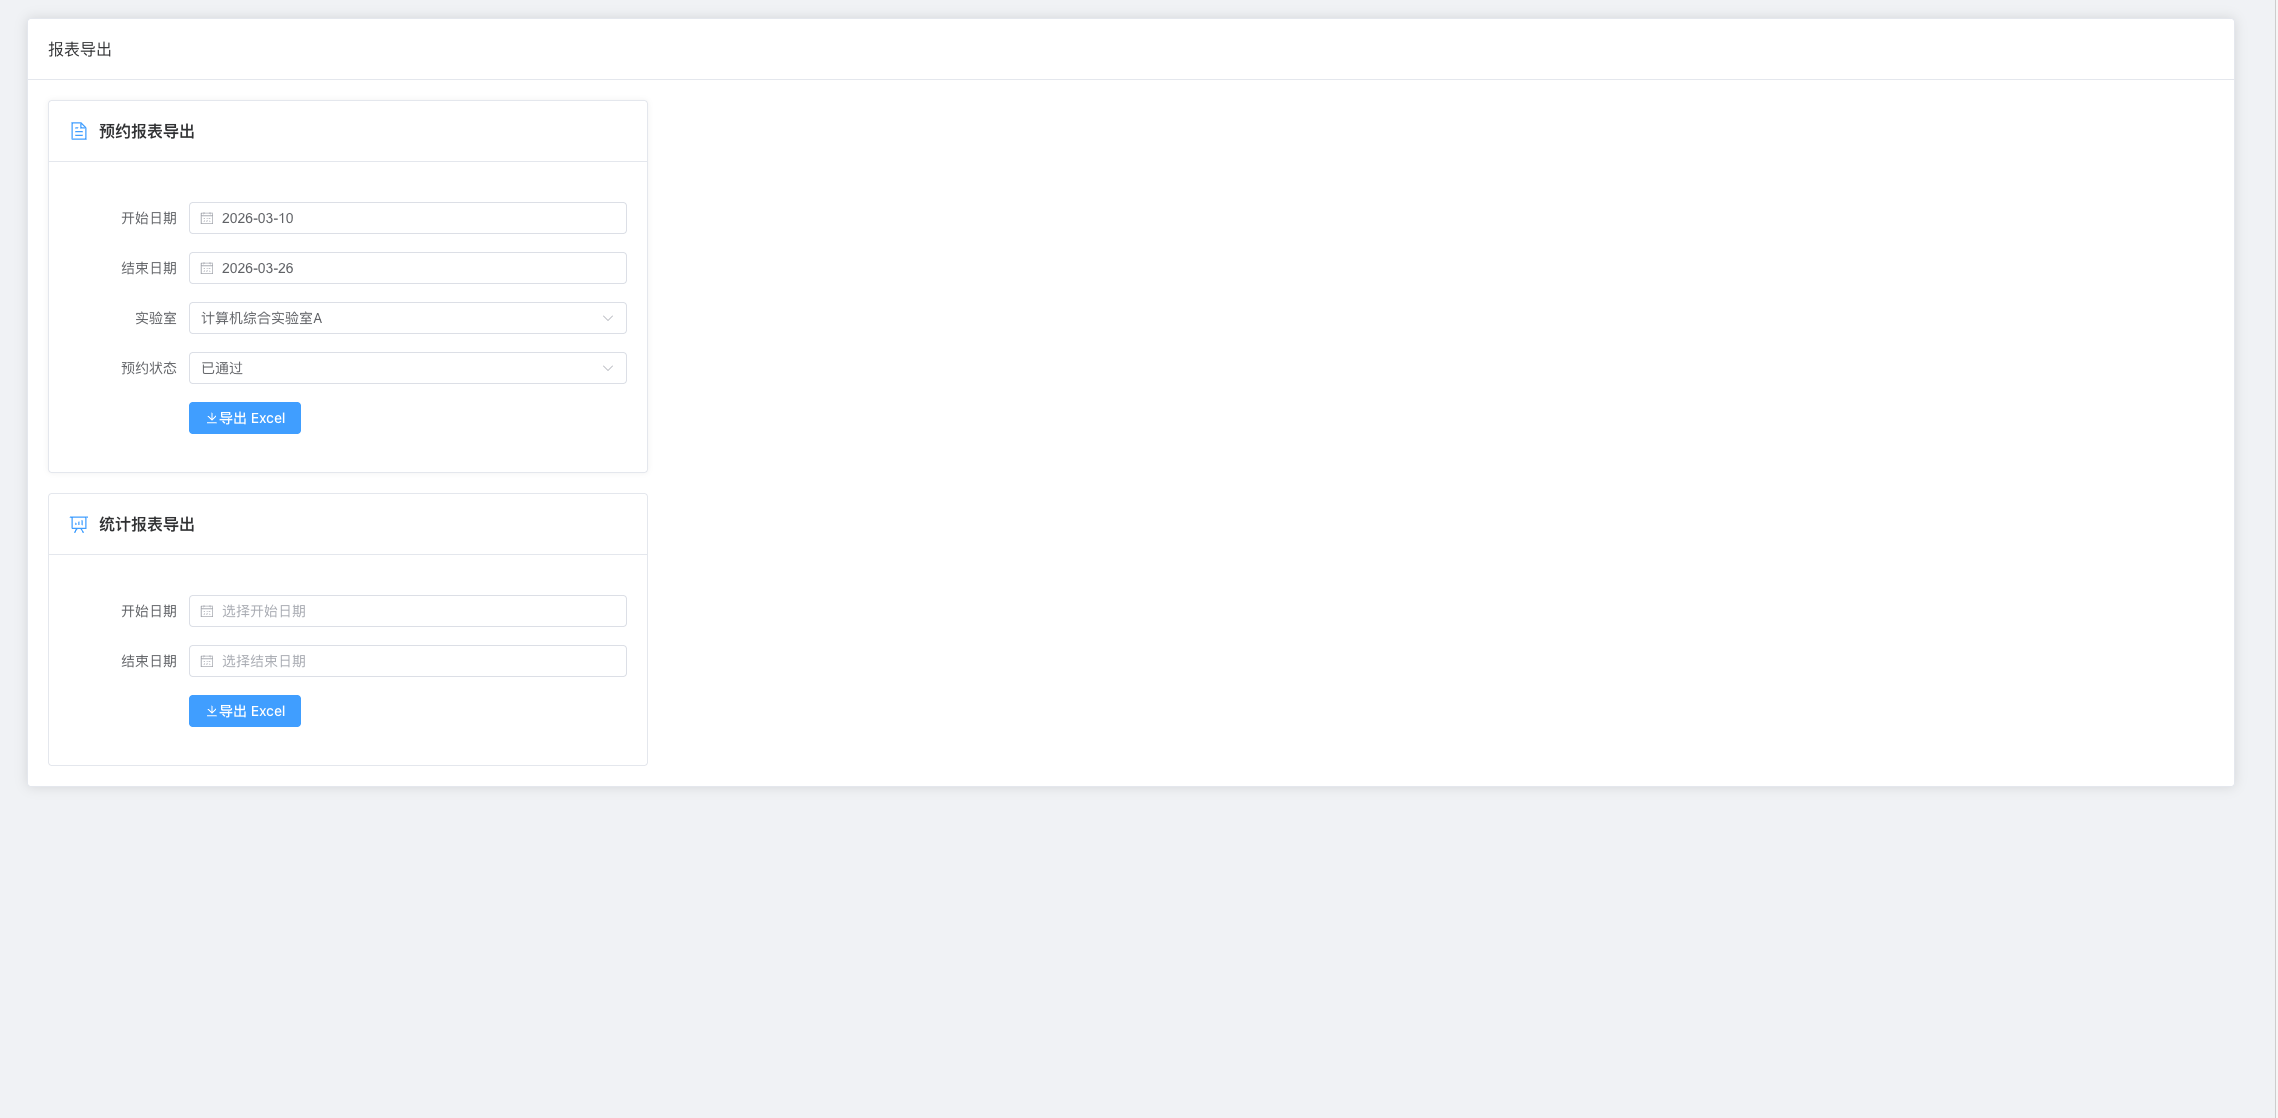 报表导出
预约报表导出
开始日期 2026-03-10
结束日期 2026-03-26
实验室 计算机综合实验室A
预约状态 已通过
导出 Excel
统计报表导出
开始日期 选择开始日期
结束日期 选择结束日期
导出 Excel